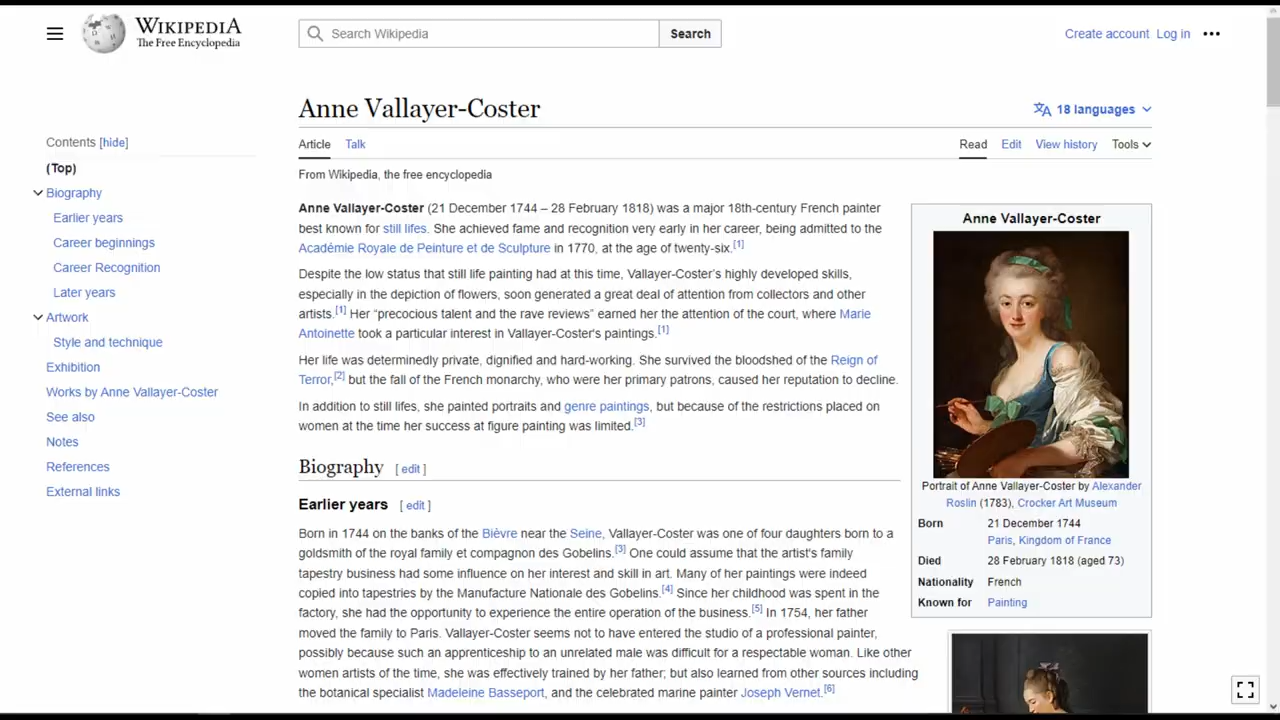 WIKIPEDIA
The Free Encyclopedia
Search Wikipedia
Search
Create account Log in
Anne Vallayer-Coster
18 languages
Article Talk
Read Edit View history Tools
From Wikipedia, the free encyclopedia
Contents [hide]
(Top)
Biography
Earlier years
Career beginnings
Career Recognition
Later years
Artwork
Style and technique
Exhibition
Works by Anne Vallayer-Coster
See also
Notes
References
External links
Anne Vallayer-Coster (21 December 1744 – 28 February 1818) was a major 18th-century French painter
best known for still lifes. She achieved fame and recognition very early in her career, being admitted to the
Académie Royale de Peinture et de Sculpture in 1770, at the age of twenty-six.[1]
Despite the low status that still life painting had at this time, Vallayer-Coster's highly developed skills,
especially in the depiction of flowers, soon generated a great deal of attention from collectors and other
artists.[1] Her “precocious talent and the rave reviews” earned her the attention of the court, where Marie
Antoinette took a particular interest in Vallayer-Coster's paintings.[1]
Her life was determinedly private, dignified and hard-working. She survived the bloodshed of the Reign of
Terror,[2] but the fall of the French monarchy, who were her primary patrons, caused her reputation to decline.
In addition to still lifes, she painted portraits and genre paintings, but because of the restrictions placed on
women at the time her success at figure painting was limited.[3]
Biography [ edit ]
Earlier years [ edit ]
Born in 1744 on the banks of the Bièvre near the Seine, Vallayer-Coster was one of four daughters born to a
goldsmith of the royal family et compagnon des Gobelins.[3] One could assume that the artist's family
tapestry business had some influence on her interest and skill in art. Many of her paintings were indeed
copied into tapestries by the Manufacture Nationale des Gobelins.[4] Since her childhood was spent in the
factory, she had the opportunity to experience the entire operation of the business.[5] In 1754, her father
moved the family to Paris. Vallayer-Coster seems not to have entered the studio of a professional painter,
possibly because such an apprenticeship to an unrelated male was difficult for a respectable woman. Like other
women artists of the time, she was effectively trained by her father; but also learned from other sources including
the botanical specialist Madeleine Basseport, and the celebrated marine painter Joseph Vernet.[6]
Anne Vallayer-Coster
Portrait of Anne Vallayer-Coster by Alexander
Roslin (1783), Crocker Art Museum
Born 21 December 1744
Paris, Kingdom of France
Died 28 February 1818 (aged 73)
Nationality French
Known for Painting